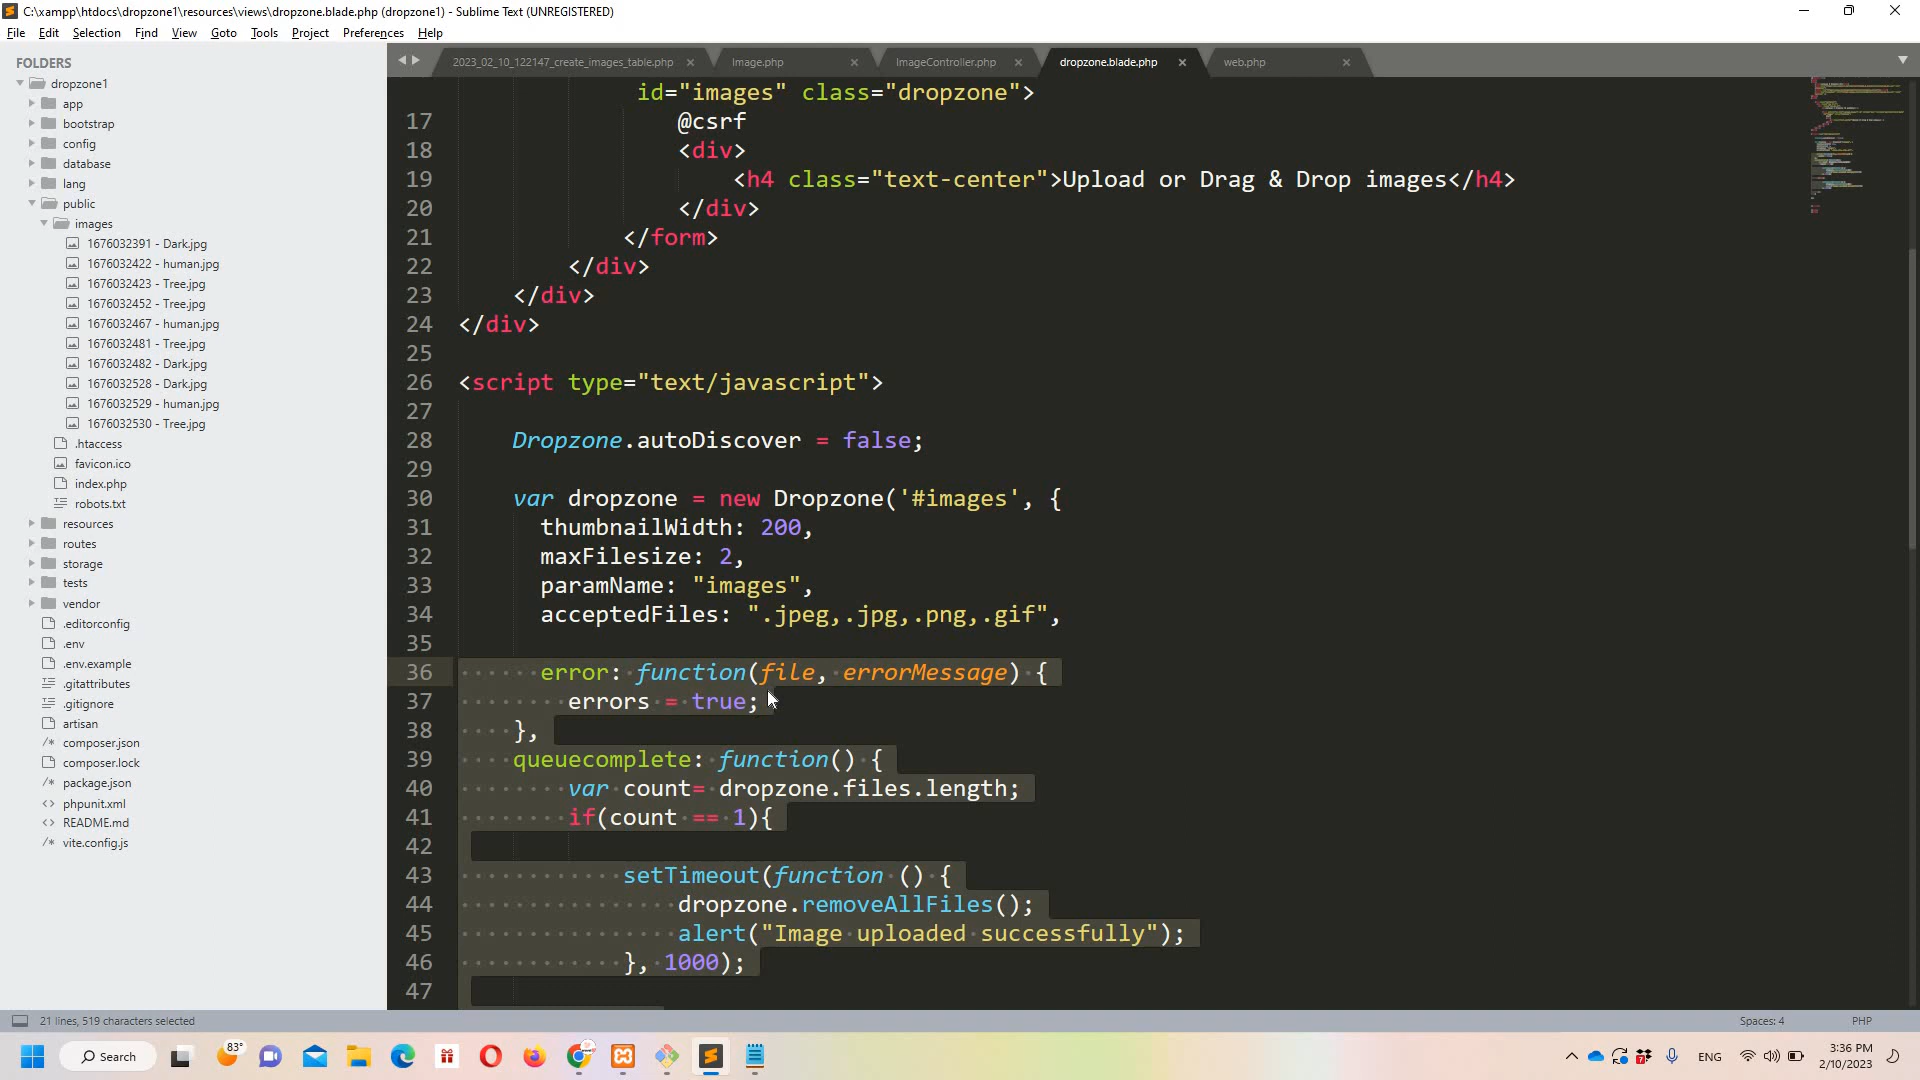 C:\xampp\htdocs\dropzone1\resources\views\dropzone.blade.php (dropzone1) - Sublime Text (UNREGISTERED)
File Edit Selection Find View Goto Tools Project Preferences Help
FOLDERS
dropzone1
app
bootstrap
config
database
lang
public
images
1676032391 - Dark.jpg
1676032422 - human.jpg
1676032423 - Tree.jpg
1676032452 - Tree.jpg
1676032467 - human.jpg
1676032481 - Tree.jpg
1676032482 - Dark.jpg
1676032528 - Dark.jpg
1676032529 - human.jpg
1676032530 - Tree.jpg
.htaccess
favicon.ico
index.php
robots.txt
resources
routes
storage
tests
vendor
.editorconfig
.env
.env.example
.gitattributes
.gitignore
artisan
composer.json
composer.lock
package.json
phpunit.xml
README.md
vite.config.js
2023_02_10_122147_create_images_table.php Image.php ImageController.php dropzone.blade.php web.php
id="images" class="dropzone">
17 @csrf
18 <div>
19 <h4 class="text-center">Upload or Drag & Drop images</h4>
20 </div>
21 </form>
22 </div>
23 </div>
24 </div>
25
26 <script type="text/javascript">
27
28 Dropzone.autoDiscover = false;
29
30 var dropzone = new Dropzone('#images', {
31 thumbnailWidth: 200,
32 maxFilesize: 2,
33 paramName: "images",
34 acceptedFiles: ".jpeg,.jpg,.png,.gif",
35
36 error: function(file, errorMessage) {
37 errors = true;
38 },
39 queuecomplete: function() {
40 var count= dropzone.files.length;
41 if(count == 1){
42
43 setTimeout(function () {
44 dropzone.removeAllFiles();
45 alert("Image uploaded successfully");
46 }, 1000);
47
21 lines, 519 characters selected
Spaces: 4 PHP
Search
83°
ENG
3:36 PM
2/10/2023